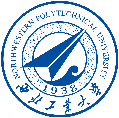 NORTHWESTERN POLYTECHNICAL UNIVERSITY
1938
西北工业大学